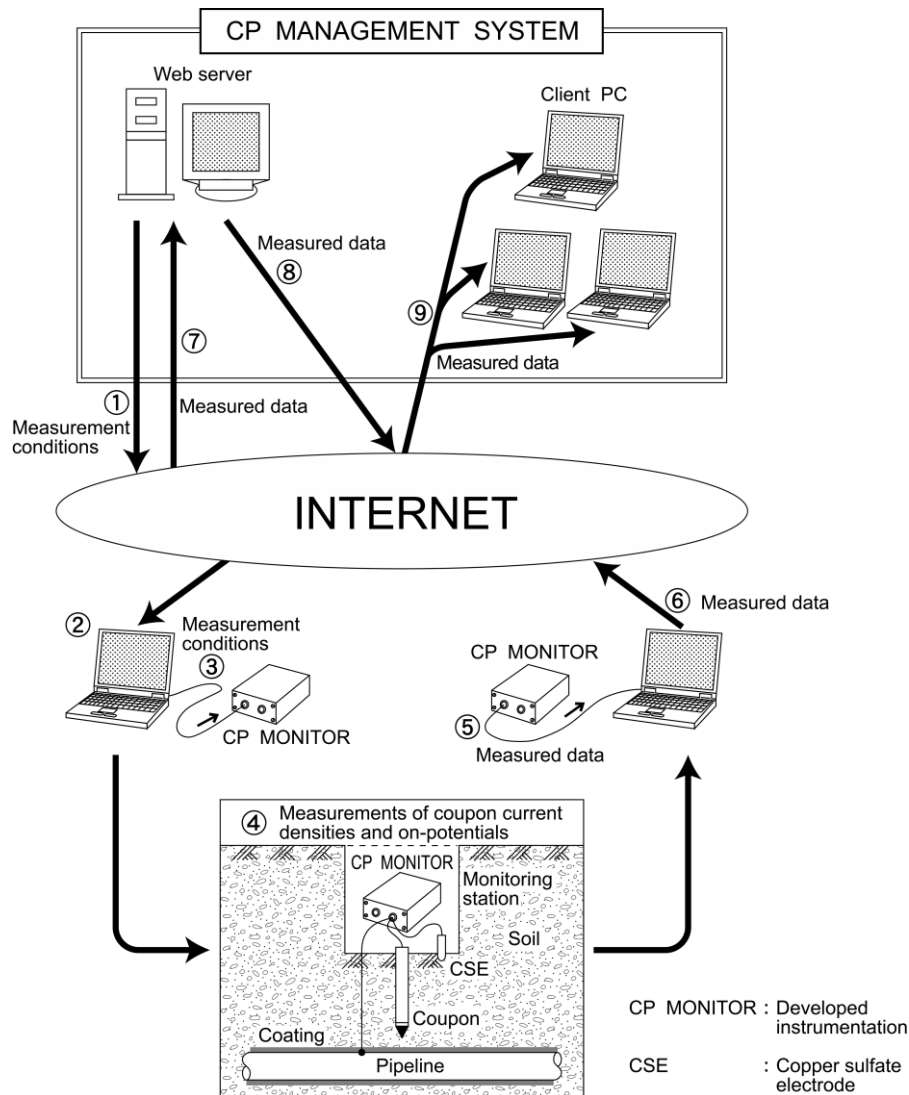 CP MANAGEMENT SYSTEM
Web server
Client PC
Measured data
⑧
⑨
⑦
Measured data
①
Measured data
Measurement
conditions
INTERNET
②
Measurement
conditions
③
CP MONITOR
⑥ Measured data
CP MONITOR
⑤
Measured data
④ Measurements of coupon current
densities and on-potentials
CP MONITOR
Monitoring
station
Soil
CSE
Coupon
Coating
Pipeline
CP MONITOR : Developed
instrumentation
CSE : Copper sulfate
electrode